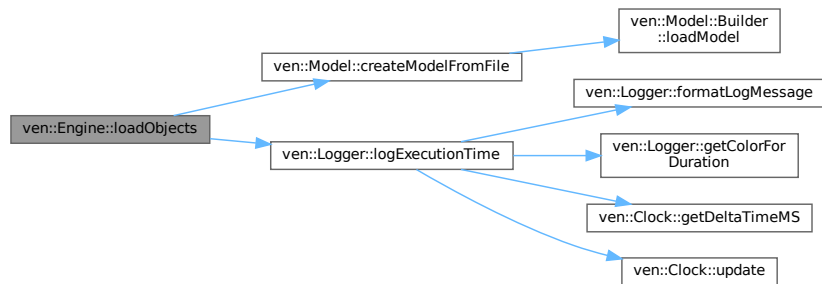 ven::Model::Builder
::loadModel
ven::Model::createModelFromFile
ven::Logger::formatLogMessage
ven::Engine::loadObjects
ven::Logger::logExecutionTime
ven::Logger::getColorFor
Duration
ven::Clock::getDeltaTimeMS
ven::Clock::update